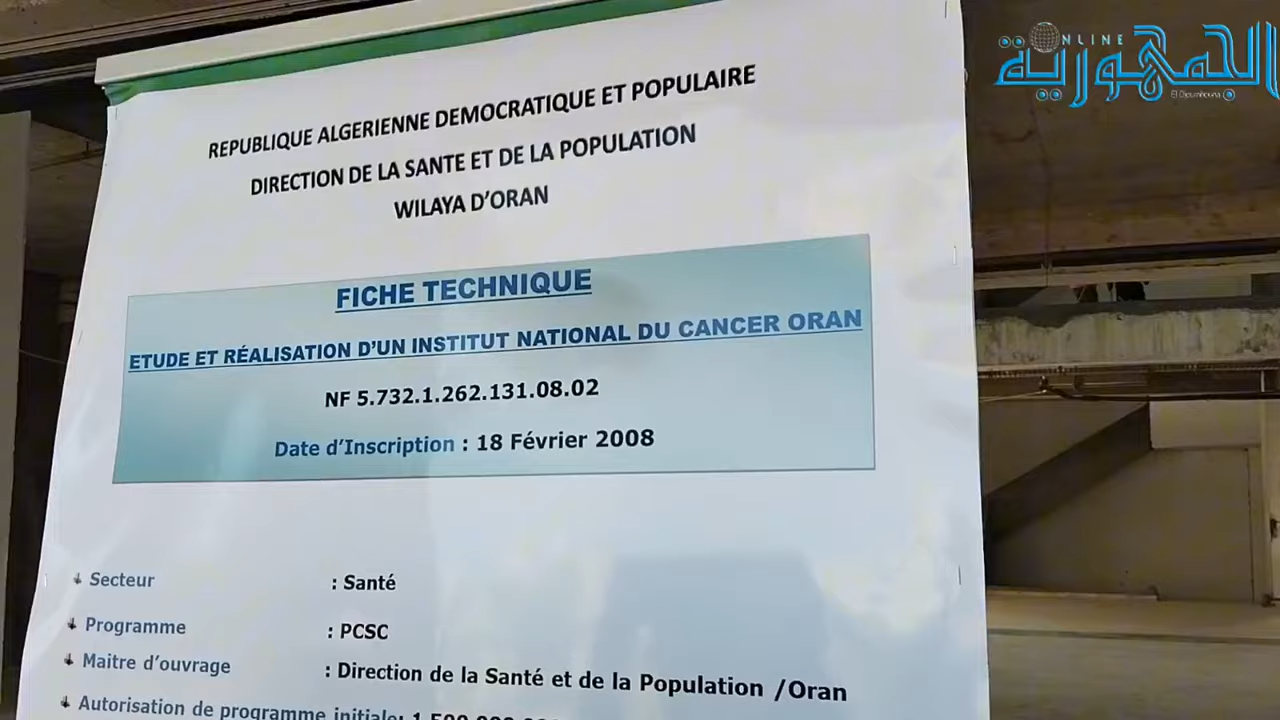 ONLINE
الجمهورية
El Djoumhouria
REPUBLIQUE ALGERIENNE DEMOCRATIQUE ET POPULAIRE
DIRECTION DE LA SANTE ET DE LA POPULATION
WILAYA D'ORAN
FICHE TECHNIQUE
ETUDE ET RÉALISATION D'UN INSTITUT NATIONAL DU CANCER ORAN
NF 5.732.1.262.131.08.02
Date d'Inscription : 18 Février 2008
Secteur : Santé
Programme : PCSC
Maitre d'ouvrage : Direction de la Santé et de la Population /Oran
Autorisation de programme initiale: